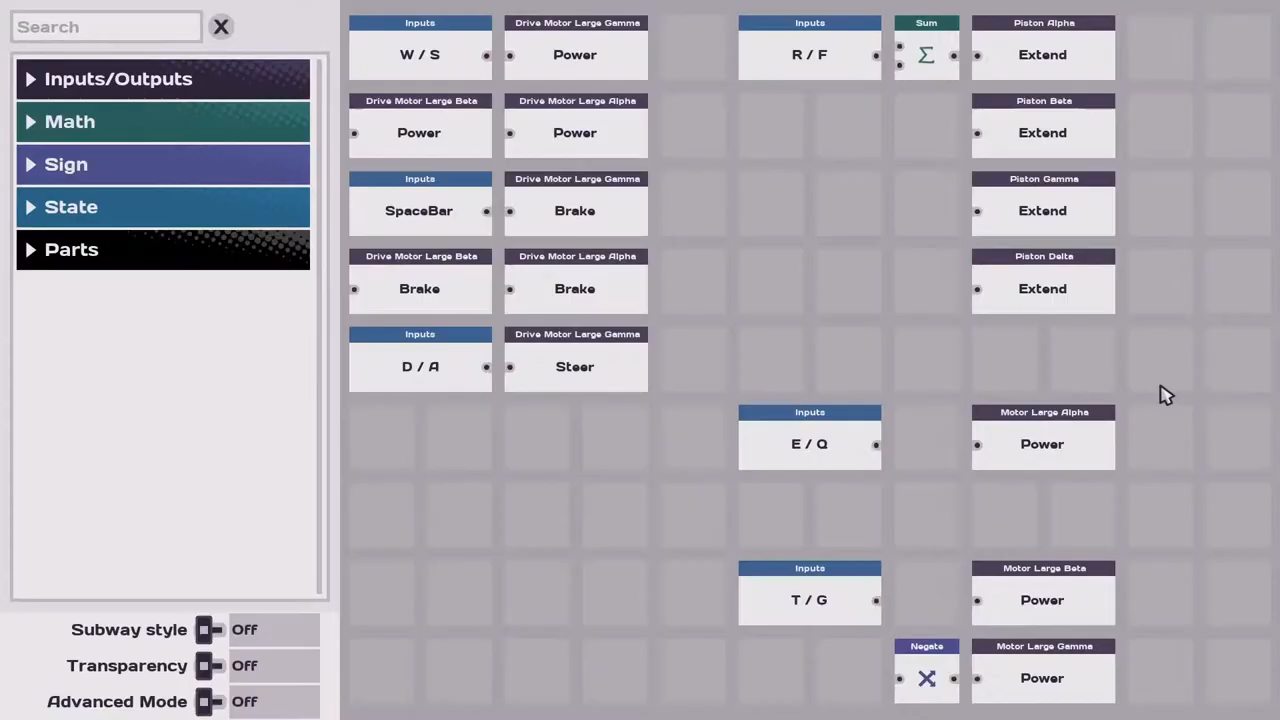 Search
Inputs/Outputs
Math
Sign
State
Parts
Subway style Off
Transparency Off
Advanced Mode Off
Inputs
W / S
Drive Motor Large Gamma
Power
Drive Motor Large Beta
Power
Drive Motor Large Alpha
Power
Inputs
SpaceBar
Drive Motor Large Gamma
Brake
Drive Motor Large Beta
Brake
Drive Motor Large Alpha
Brake
Inputs
D / A
Drive Motor Large Gamma
Steer
Inputs
R / F
Sum
Σ
Piston Alpha
Extend
Piston Beta
Extend
Piston Gamma
Extend
Piston Delta
Extend
Inputs
E / Q
Motor Large Alpha
Power
Inputs
T / G
Motor Large Beta
Power
Negate
Motor Large Gamma
Power